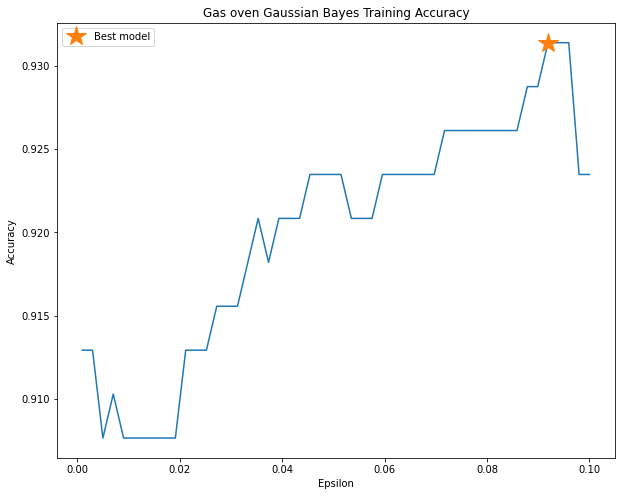 Gas oven Gaussian Bayes Training Accuracy
Best model
0.930
0.925
0.920
0.915
0.910
Accuracy
0.00 0.02 0.04 0.06 0.08 0.10
Epsilon